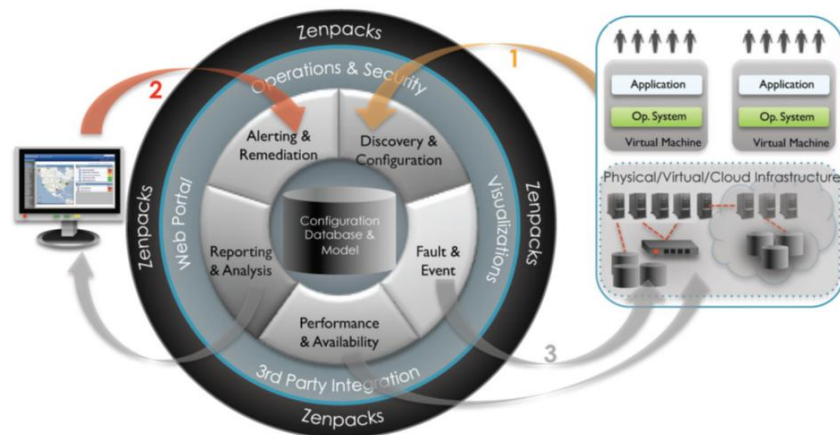 Zenpacks
1
2
Operations & Security
Application
Application
Op. System
Op. System
Virtual Machine
Virtual Machine
Alerting &
Remediation
Discovery &
Configuration
Physical/Virtual/Cloud Infrastructure
Zenpacks
Web Portal
Configuration
Database &
Model
Visualizations
Zenpacks
Reporting
& Analysis
Fault &
Event
Performance
& Availability
3
3rd Party Integration
Zenpacks